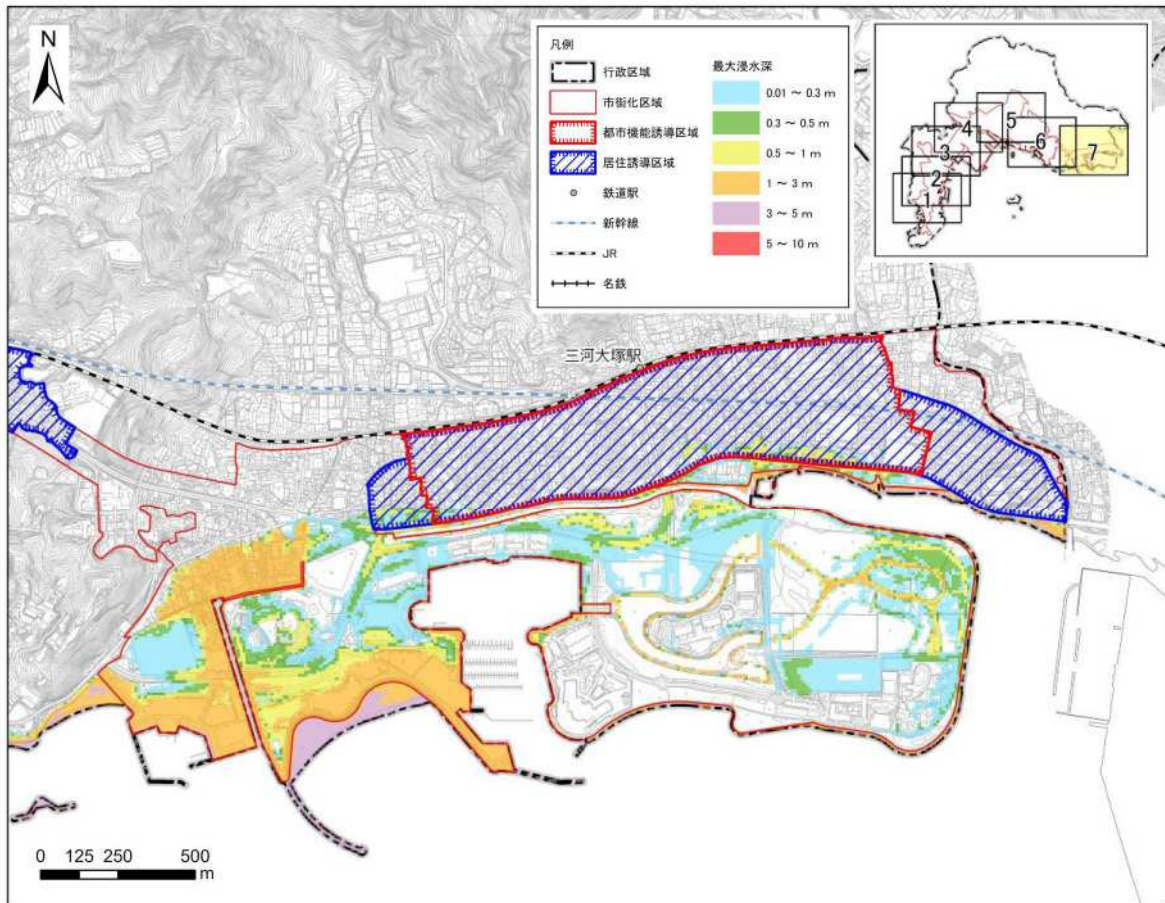 N
凡例
行政区域
市街化区域
都市機能誘導区域
居住誘導区域
鉄道駅
新幹線
JR
名鉄
最大浸水深
0.01 ～ 0.3 m
0.3 ～ 0.5 m
0.5 ～ 1 m
1 ～ 3 m
3 ～ 5 m
5 ～ 10 m
5
4
6
7
3
2
1
三河大塚駅
0 125 250 500
m